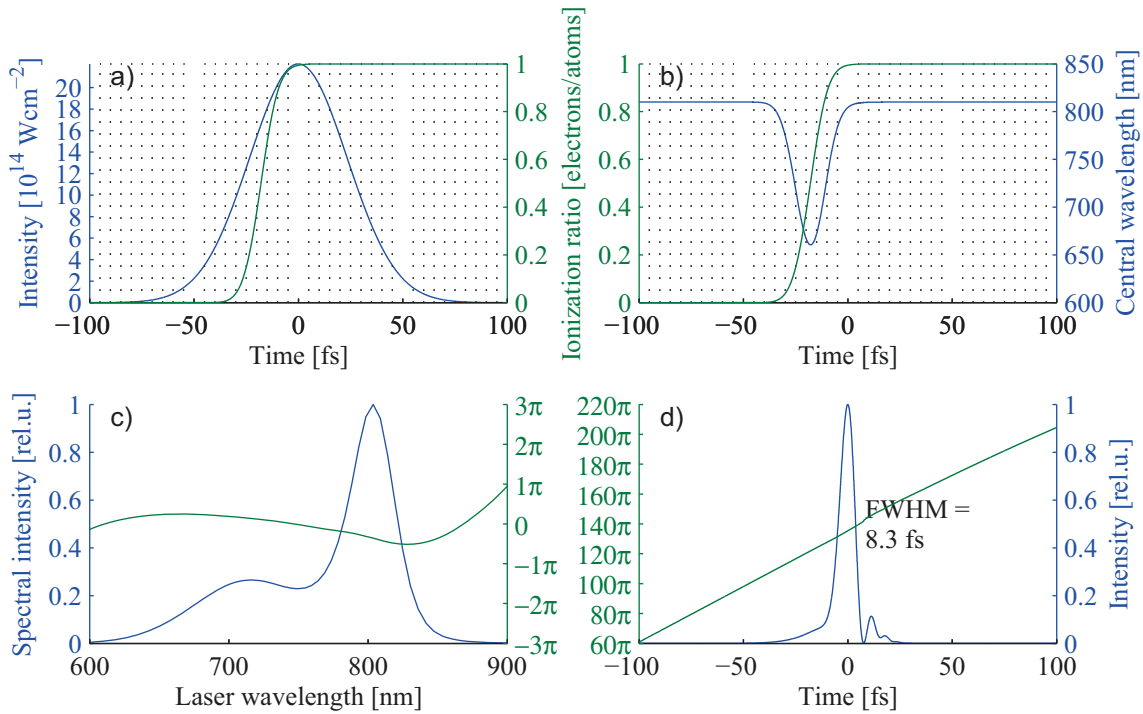 a)
Intensity [10¹⁴ Wcm⁻²]
20
18
16
14
12
10
8
6
4
2
0
1
0.8
0.6
0.4
0.2
0
Ionization ratio [electrons/atoms]
−100 −50 0 50 100
Time [fs]
b)
1
0.8
0.6
0.4
0.2
0
850
800
750
700
650
600
Central wavelength [nm]
−100 −50 0 50 100
Time [fs]
c)
Spectral intensity [rel.u.]
1
0.8
0.6
0.4
0.2
0
3π
2π
1π
0
−1π
−2π
−3π
600 700 800 900
Laser wavelength [nm]
d)
220π
200π
190π
170π
160π
140π
130π
120π
100π
90π
70π
60π
1
0.8
0.6
0.4
0.2
0
Intensity [rel.u.]
FWHM =
8.3 fs
−100 −50 0 50 100
Time [fs]